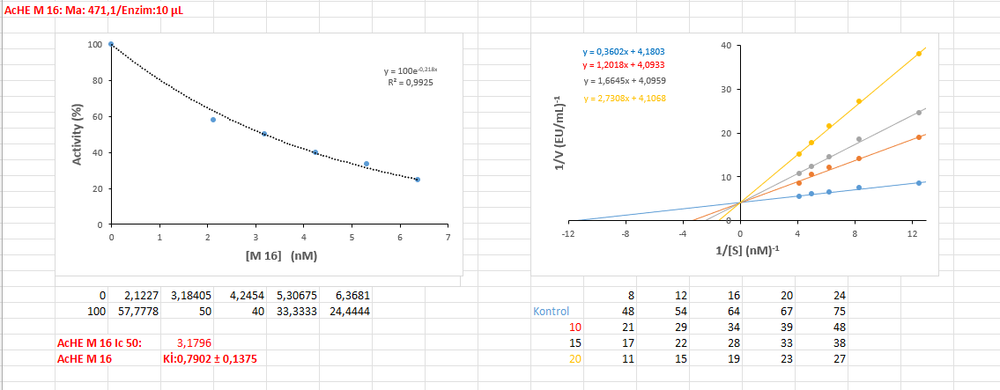 AcHE M 16: Ma: 471,1/Enzim:10 µL
100
80
60
40
20
0
0 1 2 3 4 5 6 7
Activity (%)
[M 16] (nM)
y = 100e-0,218x
R² = 0,9925
y = 0,3602x + 4,1803
y = 1,2018x + 4,0933
y = 1,6645x + 4,0959
y = 2,7308x + 4,1068
40
30
20
10
0
-12 -8 -4 0 4 8 12
1/V (EU/mL)-1
1/[S] (nM)-1
0 2,1227 3,18405 4,2454 5,30675 6,3681
100 57,7778 50 40 33,3333 24,4444
AcHE M 16 Ic 50: 3,1796
AcHE M 16 Kİ:0,7902 ± 0,1375
8 12 16 20 24
Kontrol 48 54 64 67 75
10 21 29 34 39 48
15 17 22 28 33 38
20 11 15 19 23 27